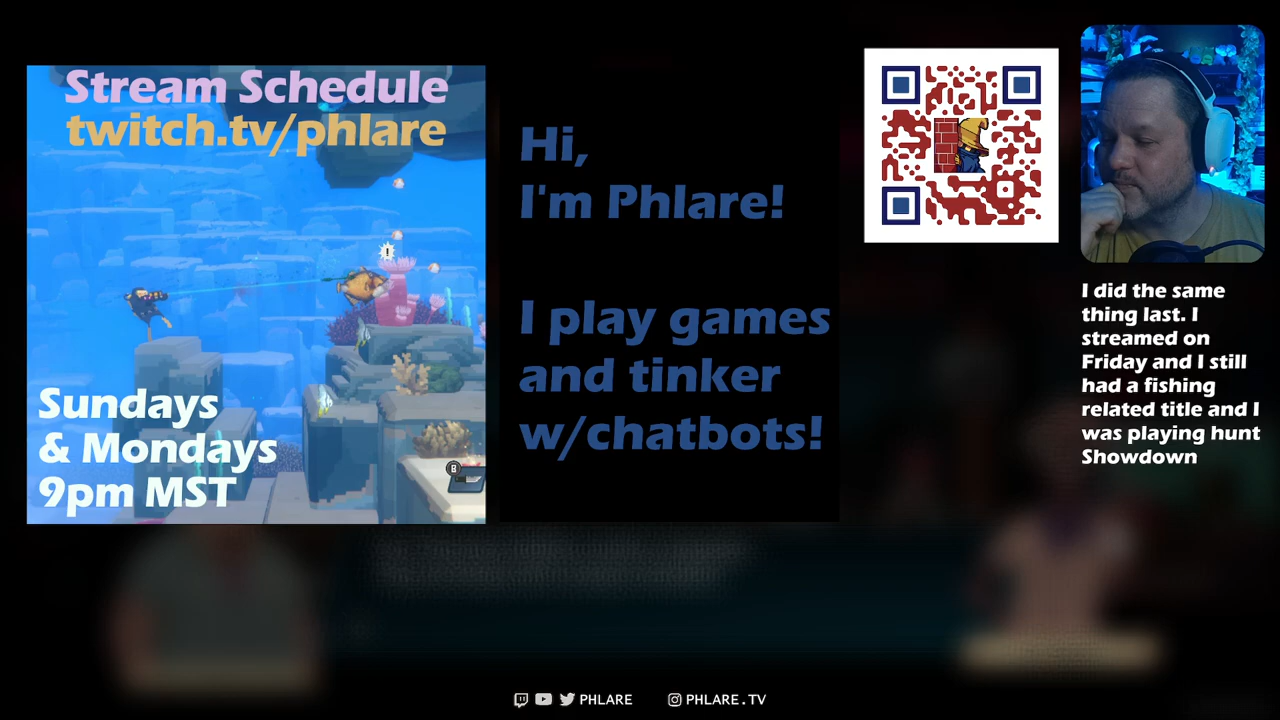 Stream Schedule
twitch.tv/phlare
Sundays
& Mondays
9pm MST
!
B
Hi,
I'm Phlare!
I play games
and tinker
w/chatbots!
I did the same
thing last. I
streamed on
Friday and I still
had a fishing
related title and I
was playing hunt
Showdown
PHLARE
PHLARE.TV